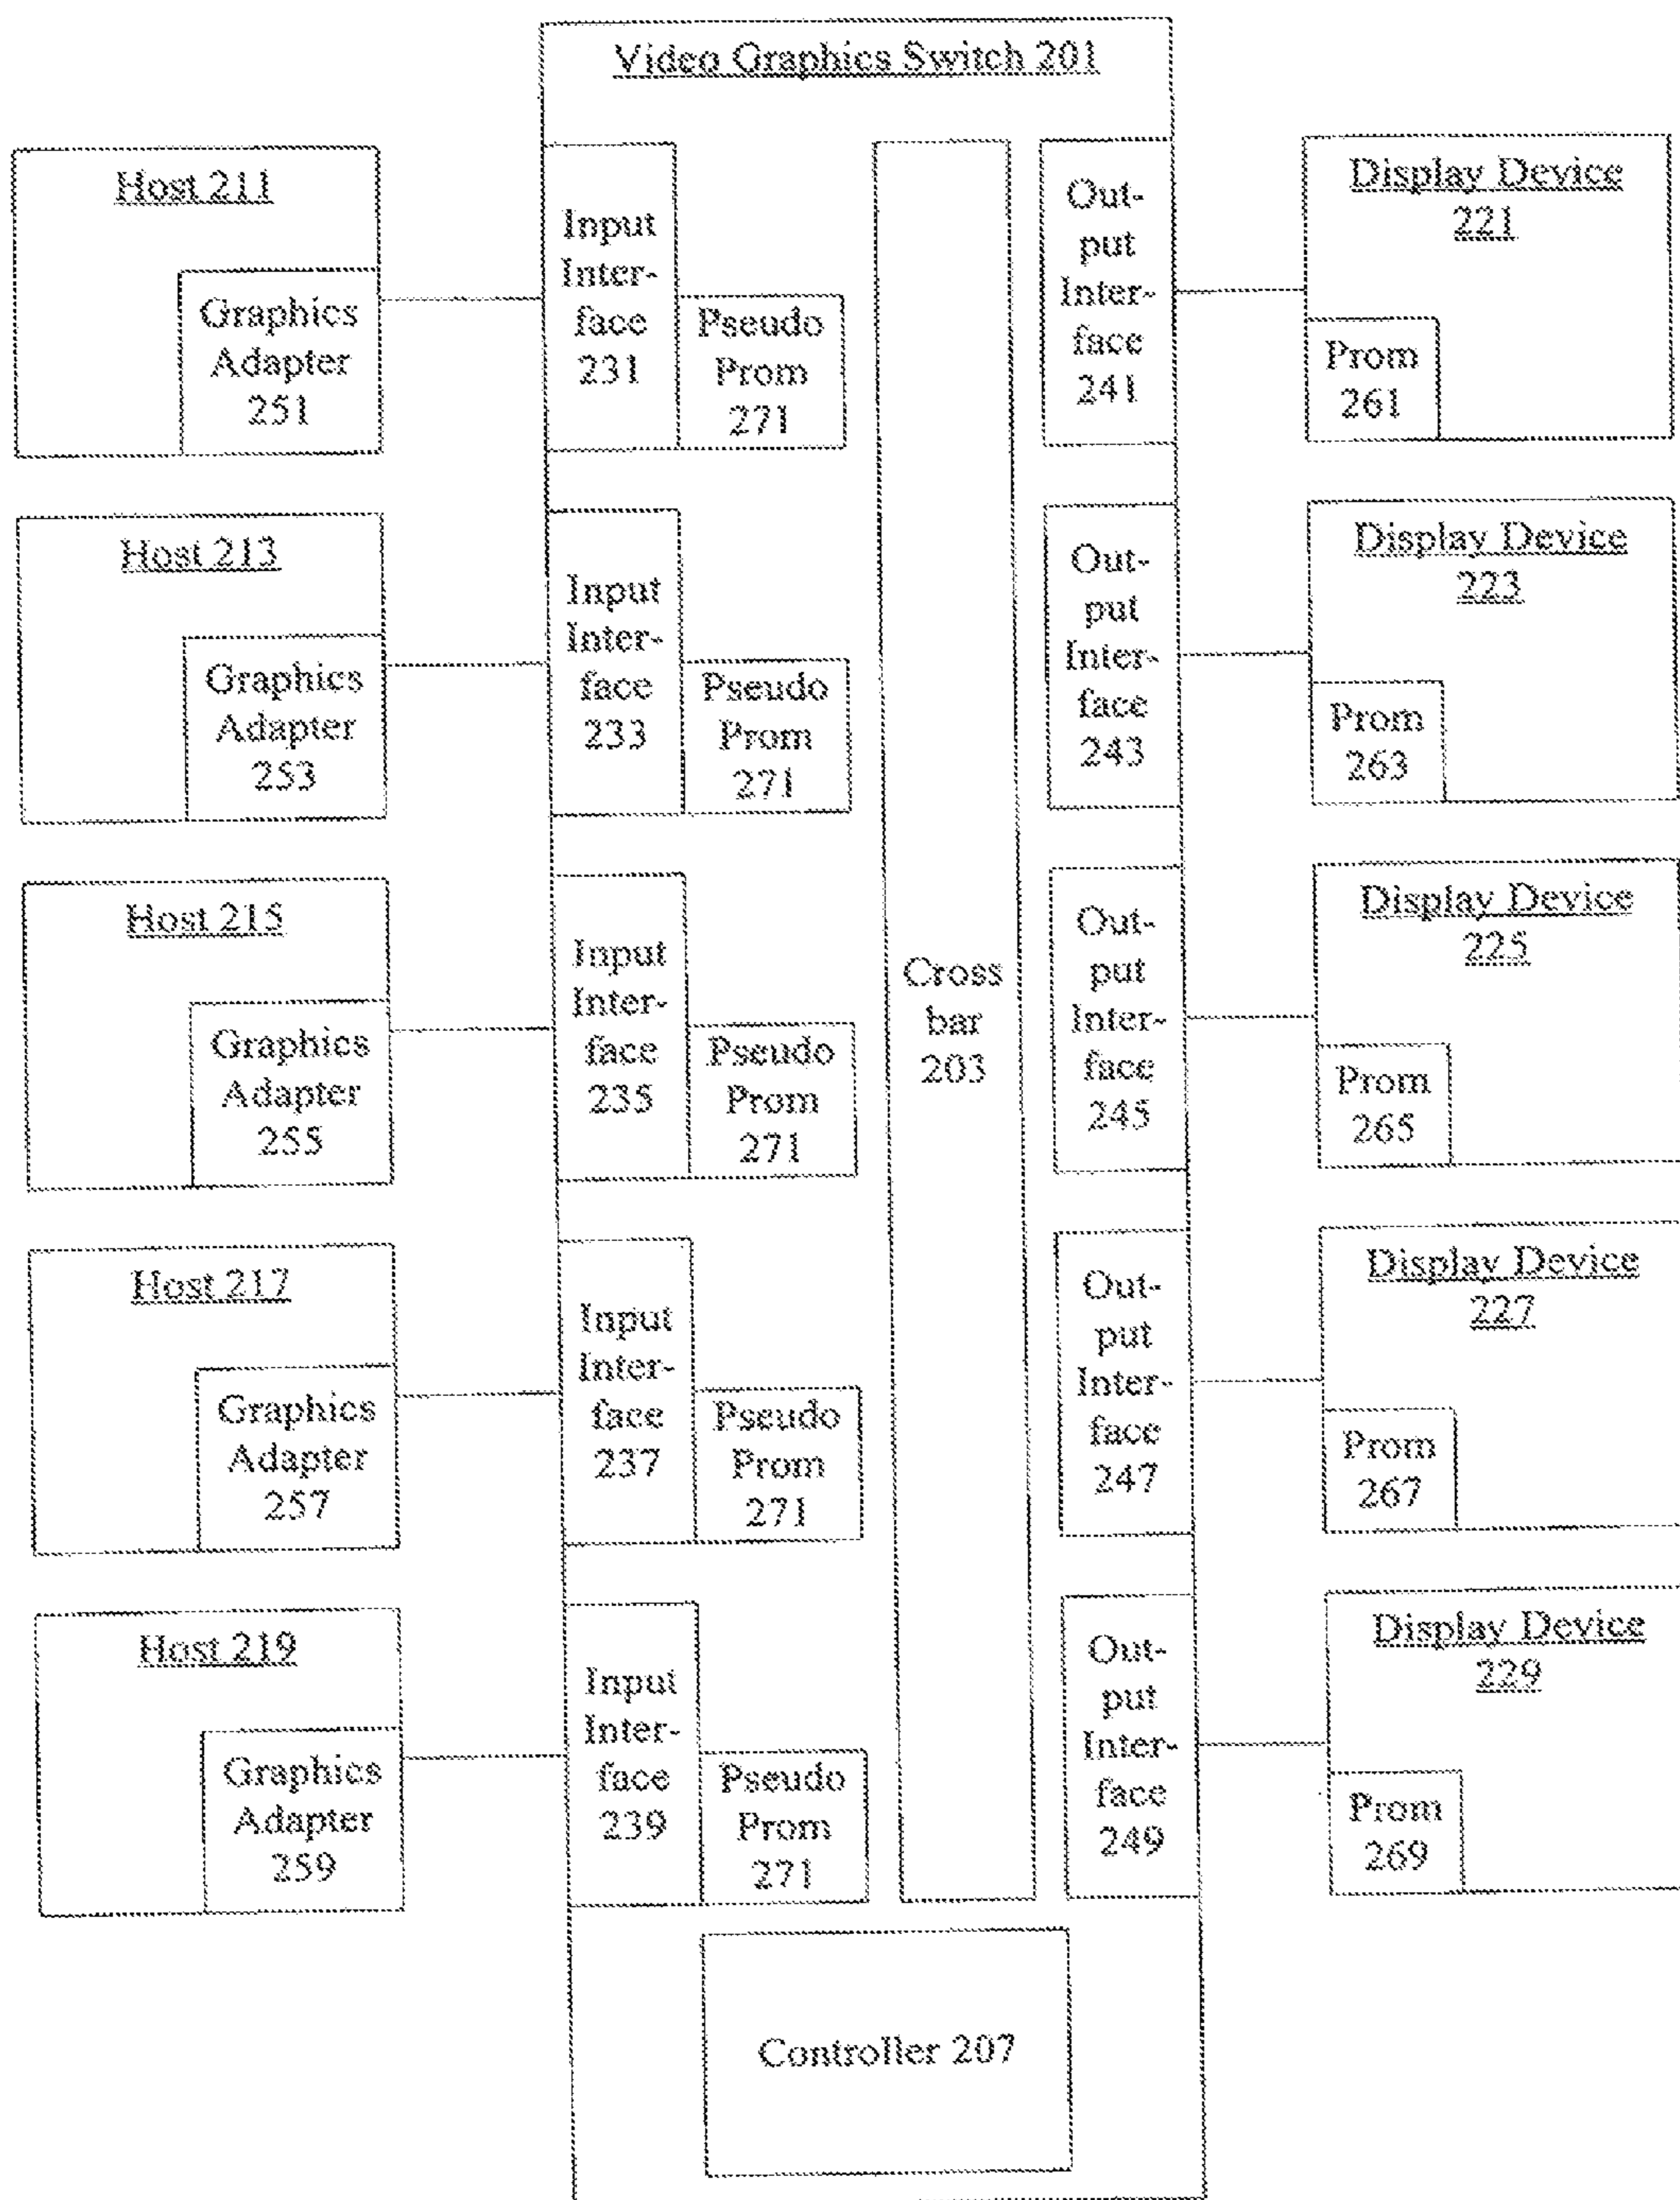 Video Graphics Switch 201
Host 211
Graphics
Adapter
251
Input
Inter-
face
231
Pseudo
Prom
271
Out-
put
Inter-
face
241
Display Device
221
Prom
261
Host 213
Graphics
Adapter
253
Input
Inter-
face
233
Pseudo
Prom
271
Out-
put
Inter-
face
243
Display Device
223
Prom
263
Host 215
Graphics
Adapter
255
Input
Inter-
face
235
Pseudo
Prom
271
Cross
bar
203
Out-
put
Inter-
face
245
Display Device
225
Prom
265
Host 217
Graphics
Adapter
257
Input
Inter-
face
237
Pseudo
Prom
271
Out-
put
Inter-
face
247
Display Device
227
Prom
267
Host 219
Graphics
Adapter
259
Input
Inter-
face
239
Pseudo
Prom
271
Out-
put
Inter-
face
249
Display Device
229
Prom
269
Controller 207